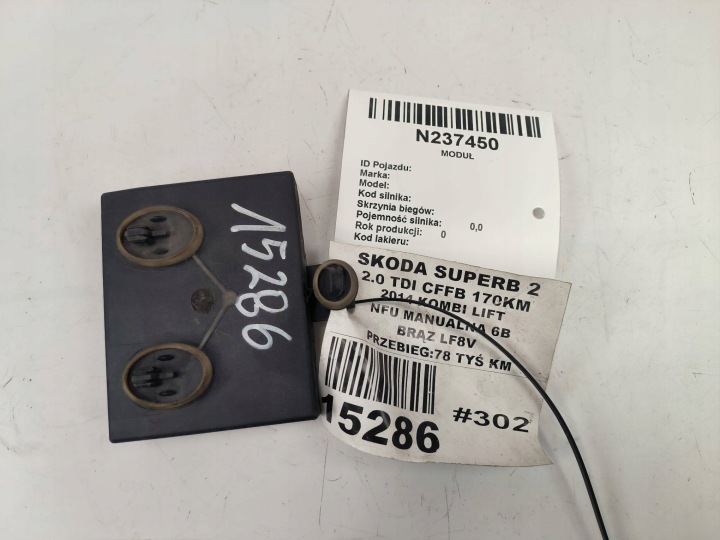 N237450
MODUŁ
ID Pojazdu:
Marka:
Model:
Kod silnika:
Skrzynia biegów:
Pojemność silnika: 0,0
Rok produkcji: 0
Kod lakieru:
SKODA SUPERB 2
2.0 TDI CFFB 170KM
2014 KOMBI LIFT
NFU MANUALNA 6B
BRĄZ LF8V
PRZEBIEG:78 TYŚ KM
15286 #302
15286